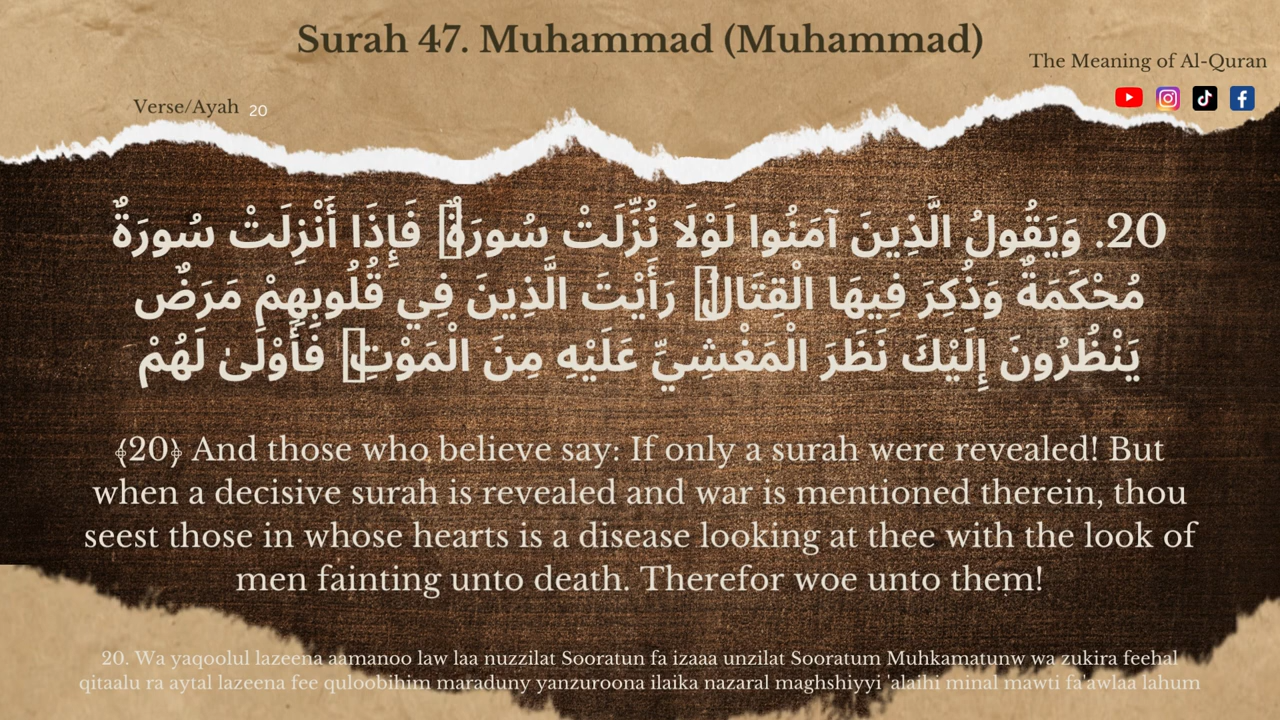 Surah 47. Muhammad (Muhammad)
The Meaning of Al-Quran
Verse/Ayah 20
20. وَيَقُولُ الَّذِينَ آمَنُوا لَوْلَا نُزِّلَتْ سُورَةٌ فَإِذَا أُنْزِلَتْ سُورَةٌ
مُحْكَمَةٌ وَذُكِرَ فِيهَا الْقِتَالُ رَأَيْتَ الَّذِينَ فِي قُلُوبِهِمْ مَرَضٌ
يَنْظُرُونَ إِلَيْكَ نَظَرَ الْمَغْشِيِّ عَلَيْهِ مِنَ الْمَوْتِ فَأَوْلَىٰ لَهُمْ
﴾20﴿ And those who believe say: If only a surah were revealed! But
when a decisive surah is revealed and war is mentioned therein, thou
seest those in whose hearts is a disease looking at thee with the look of
men fainting unto death. Therefor woe unto them!
20. Wa yaqoolul lazeena aamanoo law laa nuzzilat Sooratun fa izaaa unzilat Sooratum Muhkamatunw wa zukira feehal
qitaalu ra aytal lazeena fee quloobihim maraduny yanzuroona ilaika nazaral maghshiyyi 'alaihi minal mawti fa'awlaa lahum